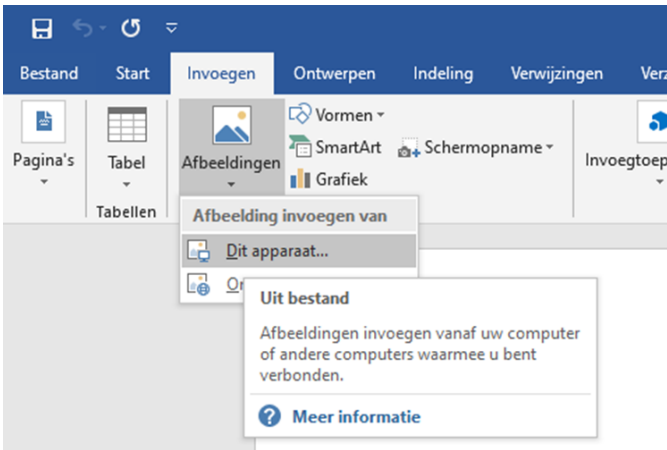 Bestand Start Invoegen Ontwerpen Indeling Verwijzingen
Pagina's
Tabel
Tabellen
Afbeeldingen
Vormen
SmartArt
Grafiek
Schermopname
Afbeelding invoegen van
Dit apparaat...
Uit bestand
Afbeeldingen invoegen vanaf uw computer
of andere computers waarmee u bent
verbonden.
Meer informatie